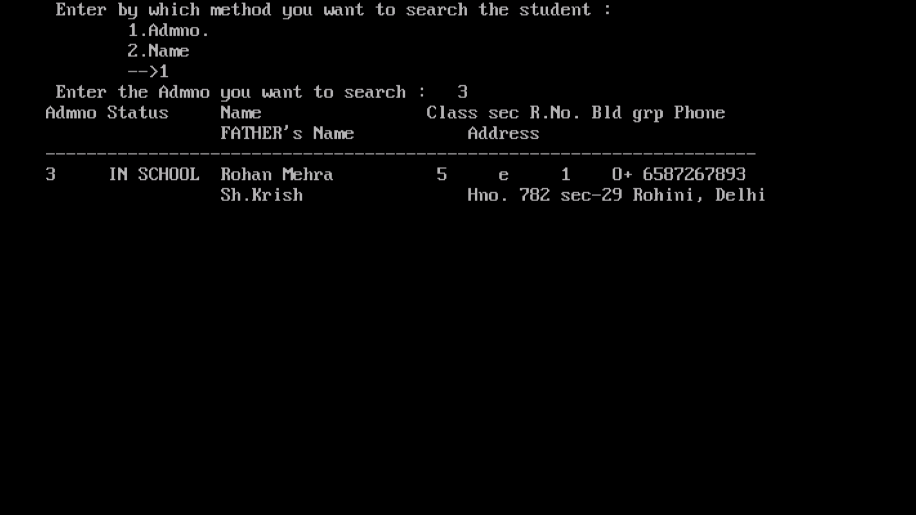 Enter by which method you want to search the student :
1.Admno.
2.Name
-->1
Enter the Admno you want to search : 3
Admno Status Name Class sec R.No. Bld grp Phone
FATHER's Name Address
------------------------------------------------------------------------
3 IN SCHOOL Rohan Mehra 5 e 1 O+ 6587267893
Sh.Krish Hno. 782 sec-29 Rohini, Delhi